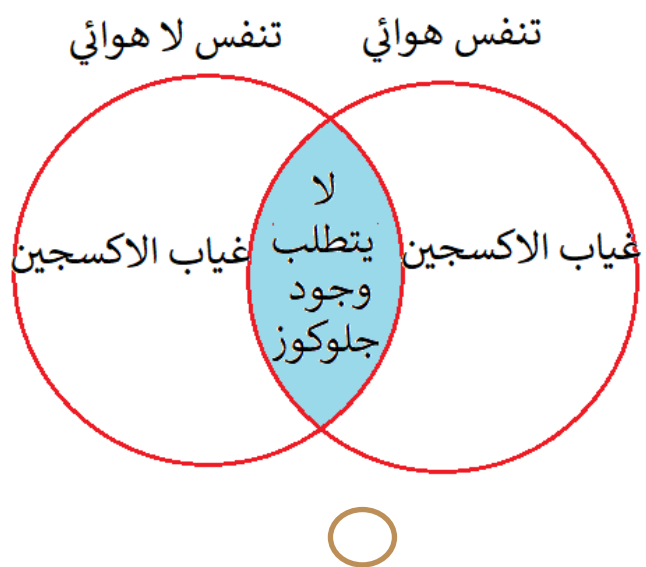 تنفس هوائي
تنفس لا هوائي
غياب الاكسجين
لا
يتطلب
وجود
جلوكوز
غياب الاكسجين